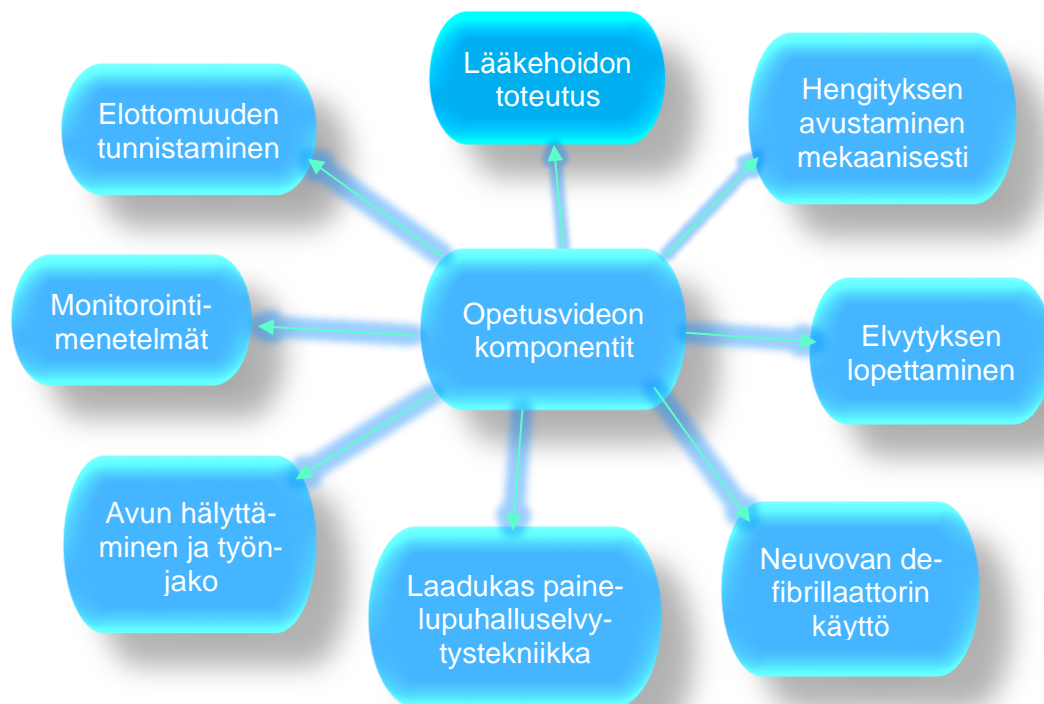 Lääkehoidon
toteutus
Elottomuuden
tunnistaminen
Hengityksen
avustaminen
mekaanisesti
Monitorointi-
menetelmät
Opetusvideon
komponentit
Elvytyksen
lopettaminen
Avun hälyttä-
minen ja työn-
jako
Laadukas paine-
lupuhalluselvy-
tystekniikka
Neuvovan de-
fibrillaattorin
käyttö